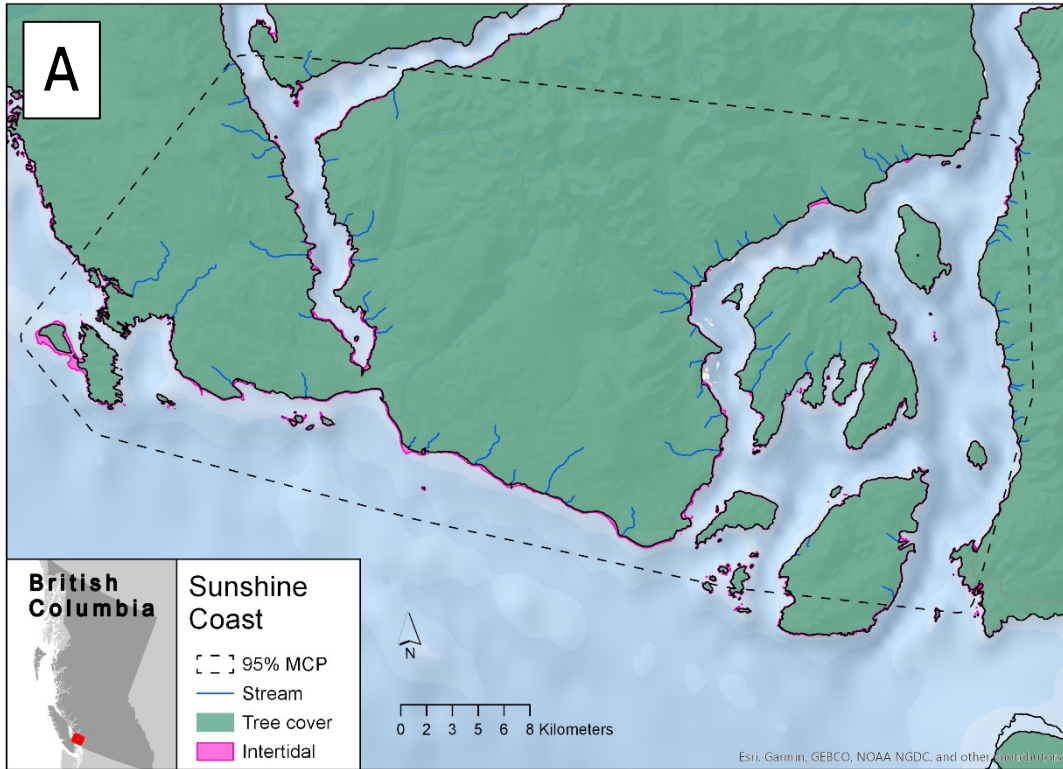 A
British
Columbia
Sunshine
Coast
95% MCP
Stream
Tree cover
Intertidal
N
0 2 3 5 6 8 Kilometers
Esri, Garmin, GEBCO, NOAA NGDC, and other contributors